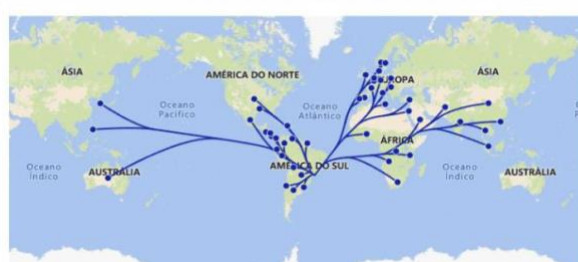 ÁSIA
AMÉRICA DO NORTE
EUROPA
ÁSIA
Oceano
Pacífico
Oceano
Atlântico
ÁFRICA
Oceano
Índico
AUSTRÁLIA
AMÉRICA DO SUL
Oceano
Índico
AUSTRÁLIA